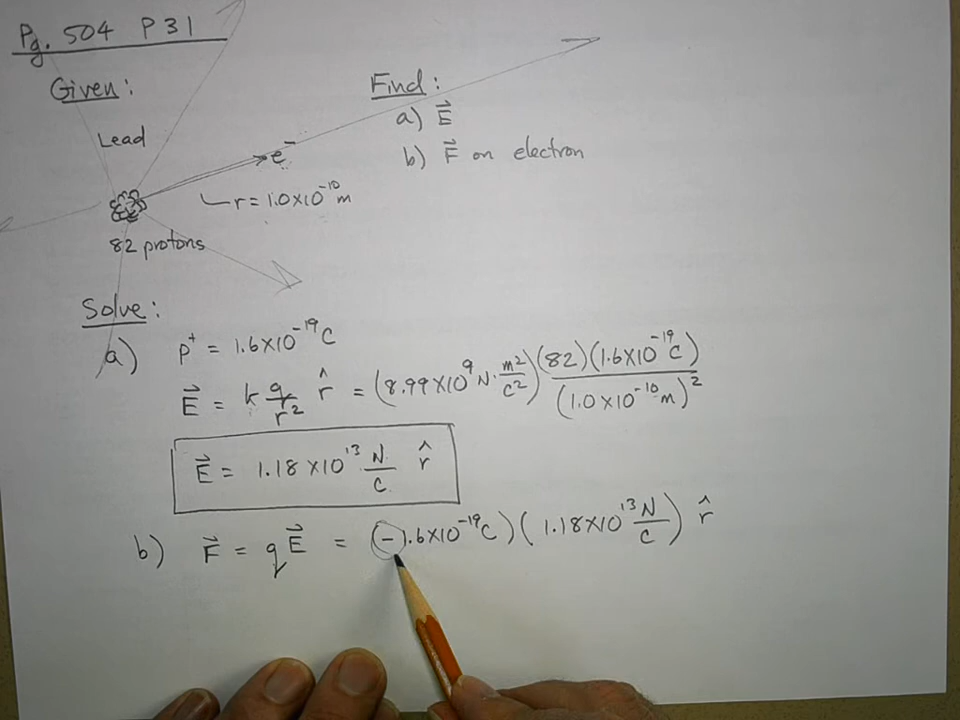 Pg. 504 P 31
Given:
Lead
e⁻
r = 1.0×10⁻¹⁰ m
82 protons
Find:
a) E⃗
b) F⃗ on electron
Solve:
a) p⁺ = 1.6×10⁻¹⁹ C
E⃗ = k q/r² r̂ = (8.99×10⁹ N·m²/C²) (82)(1.6×10⁻¹⁹ C)/(1.0×10⁻¹⁰ m)²
E⃗ = 1.18×10¹³ N/C r̂
b) F⃗ = qE⃗ = (−1.6×10⁻¹⁹ C)(1.18×10¹³ N/C) r̂